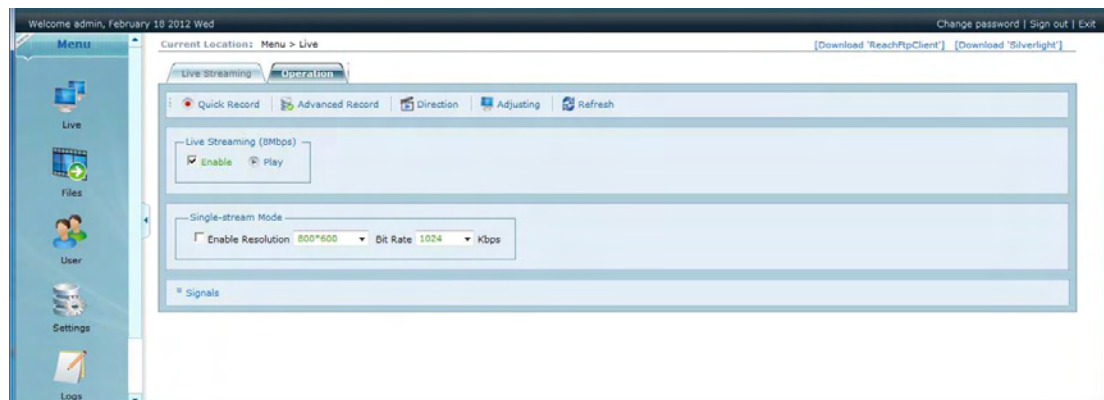 Welcome admin, February 18 2012 Wed
Change password | Sign out | Exit
Menu
Current Location: Menu > Live
[Download 'ReachFtpClient'] [Download 'Silverlight']
Live Streaming
Operation
Quick Record
Advanced Record
Direction
Adjusting
Refresh
Live
Live Streaming (8Mbps)
Enable
Play
Files
Single-stream Mode
Enable Resolution 800*600 Bit Rate 1024 Kbps
User
Signals
Settings
Logs